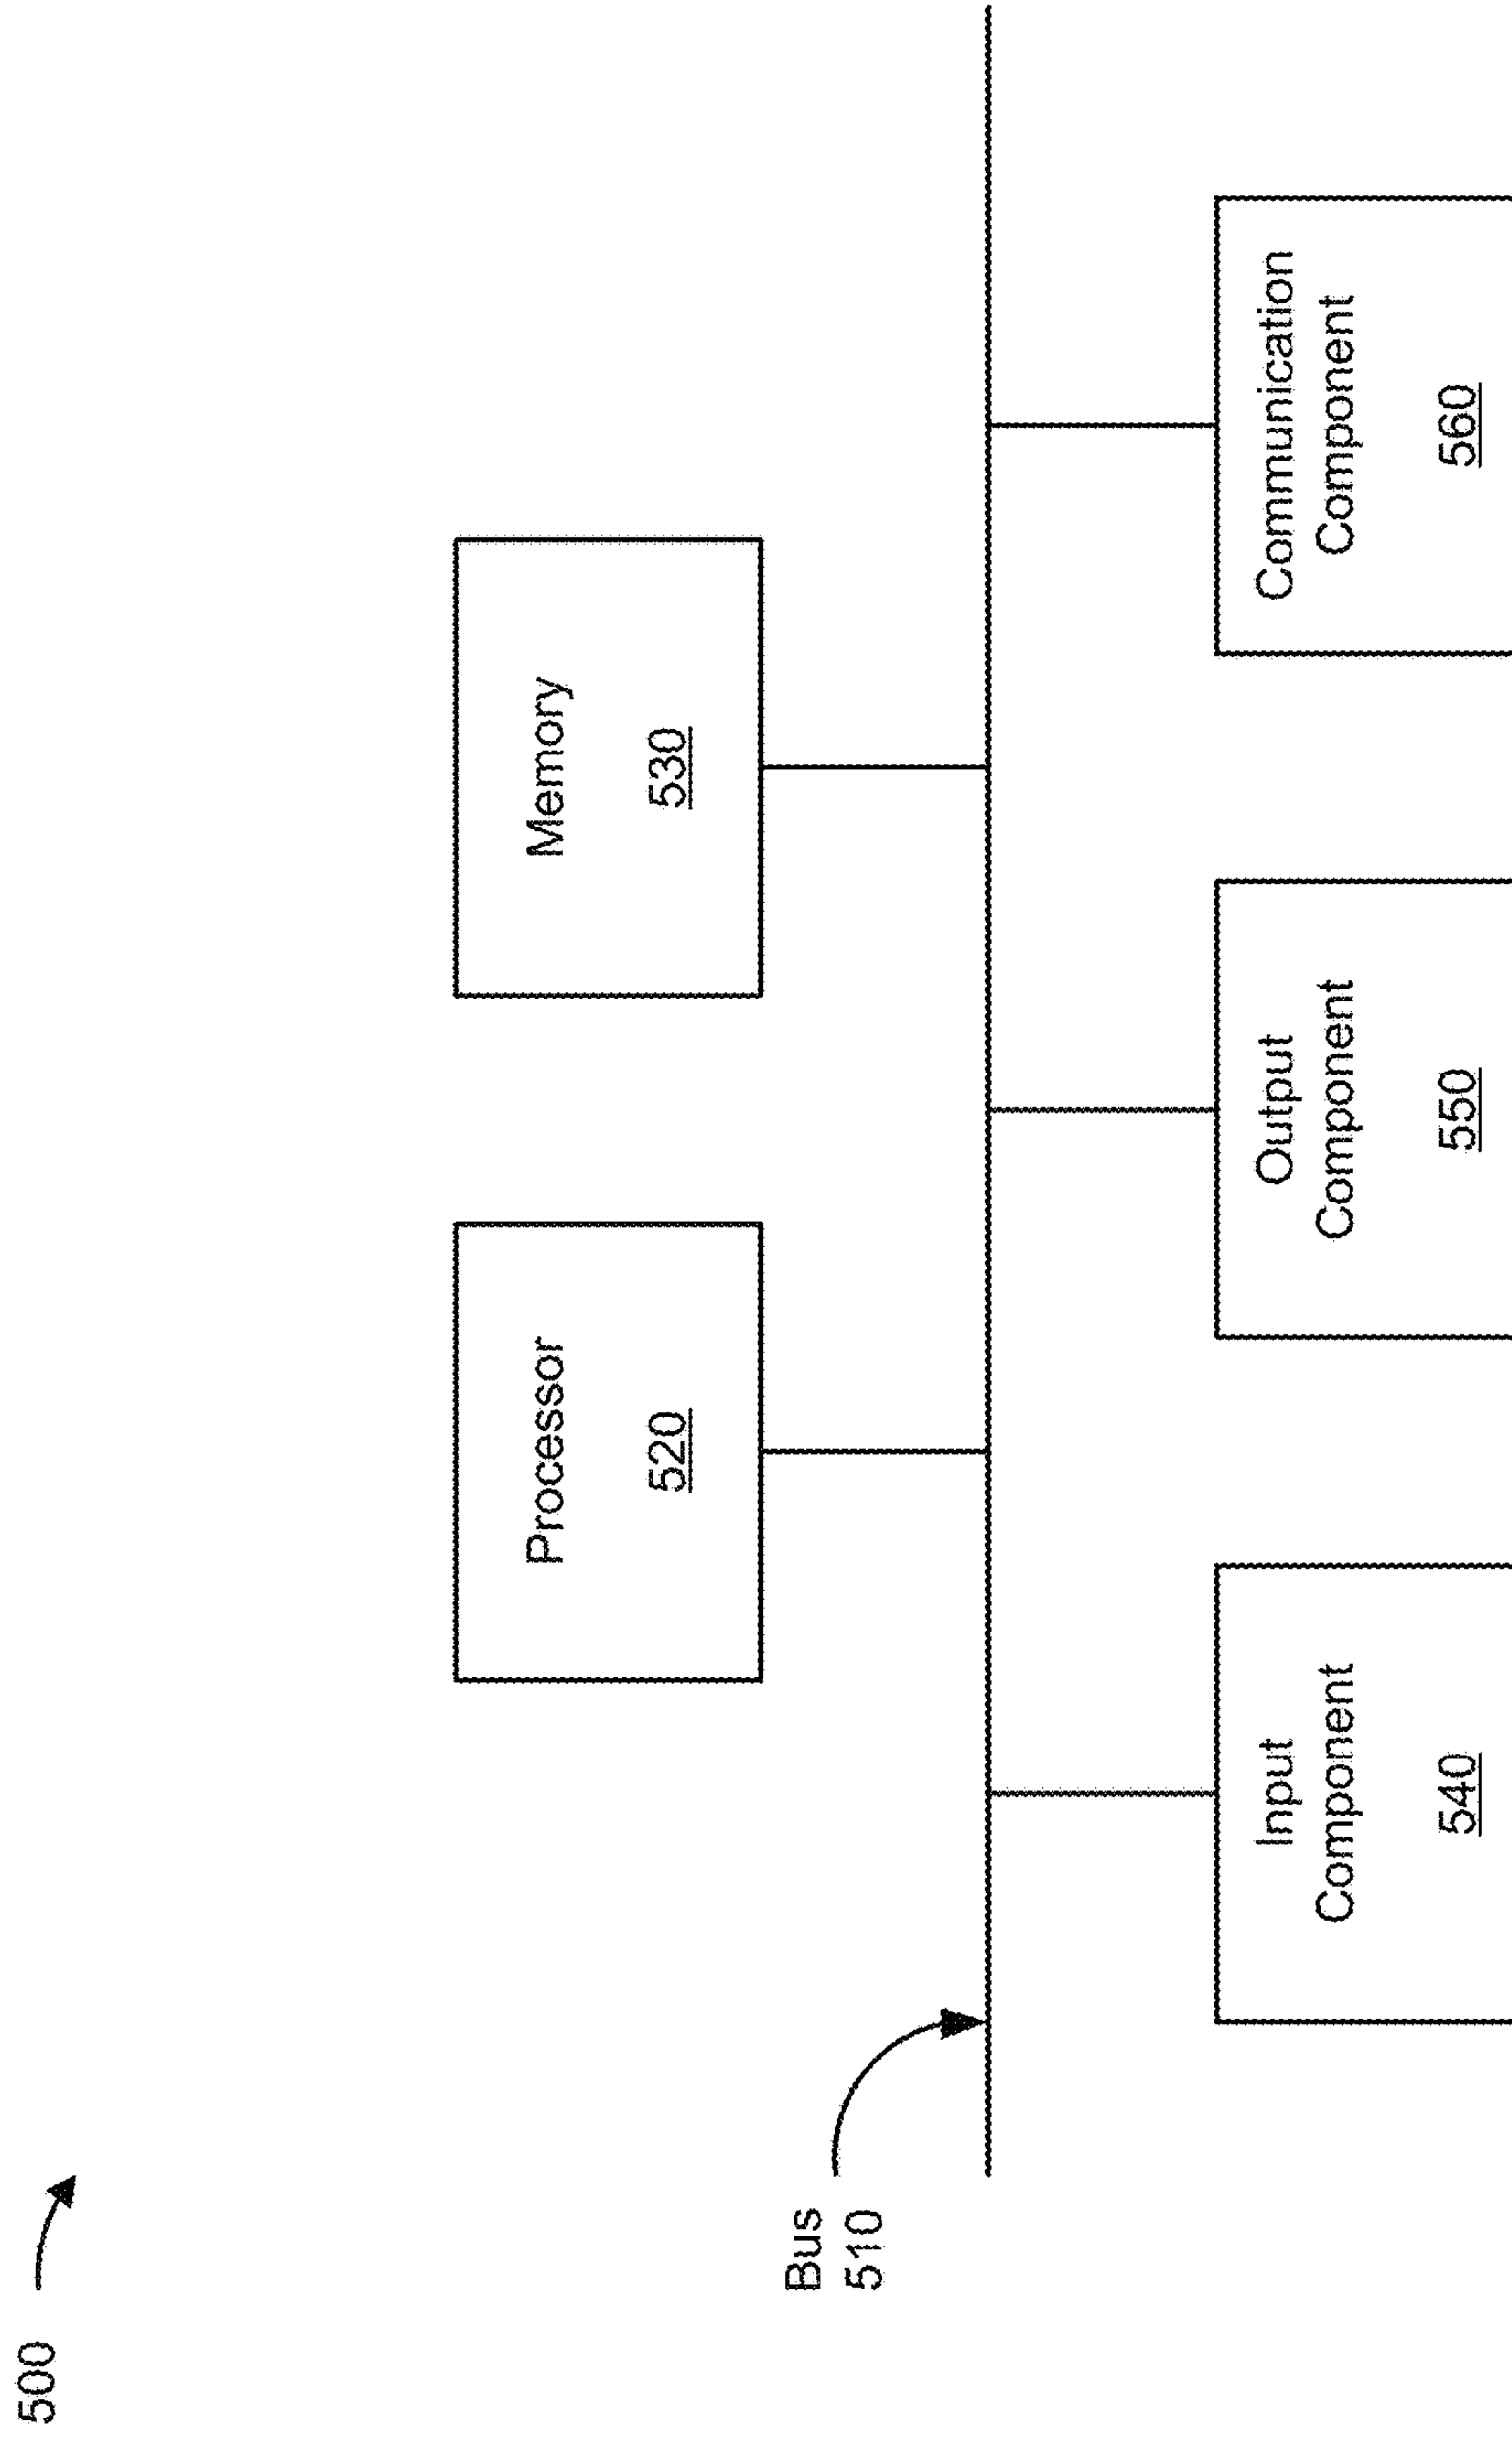 500
Processor
520
Memory
530
Bus
510
Input
Component
540
Output
Component
550
Communication
Component
560